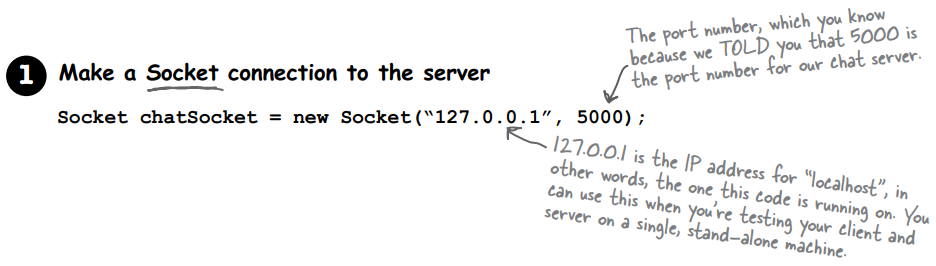 The port number, which you know
because we TOLD you that 5000 is
the port number for our chat server.
1 Make a Socket connection to the server
Socket chatSocket = new Socket(“127.0.0.1”, 5000);
127.0.0.1 is the IP address for “localhost”, in
other words, the one this code is running on. You
can use this when you’re testing your client and
server on a single, stand-alone machine.